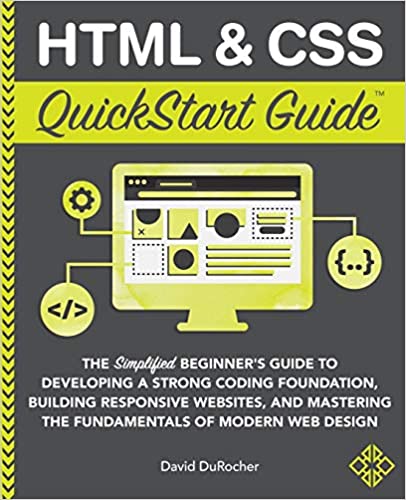 HTML & CSS
QuickStart Guide™
</>
{..}
THE Simplified BEGINNER'S GUIDE TO
DEVELOPING A STRONG CODING FOUNDATION,
BUILDING RESPONSIVE WEBSITES, AND MASTERING
THE FUNDAMENTALS OF MODERN WEB DESIGN
David DuRocher